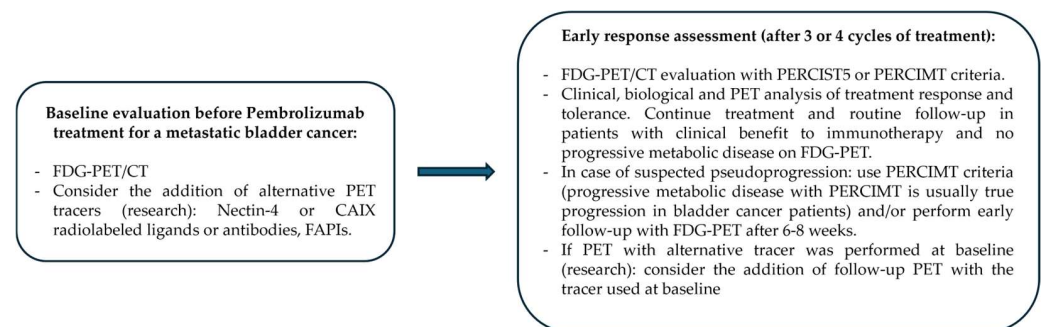 Baseline evaluation before Pembrolizumab
treatment for a metastatic bladder cancer:
- FDG-PET/CT
- Consider the addition of alternative PET
tracers (research): Nectin-4 or CAIX
radiolabeled ligands or antibodies, FAPIs.
Early response assessment (after 3 or 4 cycles of treatment):
- FDG-PET/CT evaluation with PERCIST5 or PERCIMT criteria.
- Clinical, biological and PET analysis of treatment response and
tolerance. Continue treatment and routine follow-up in
patients with clinical benefit to immunotherapy and no
progressive metabolic disease on FDG-PET.
- In case of suspected pseudoprogression: use PERCIMT criteria
(progressive metabolic disease with PERCIMT is usually true
progression in bladder cancer patients) and/or perform early
follow-up with FDG-PET after 6-8 weeks.
- If PET with alternative tracer was performed at baseline
(research): consider the addition of follow-up PET with the
tracer used at baseline